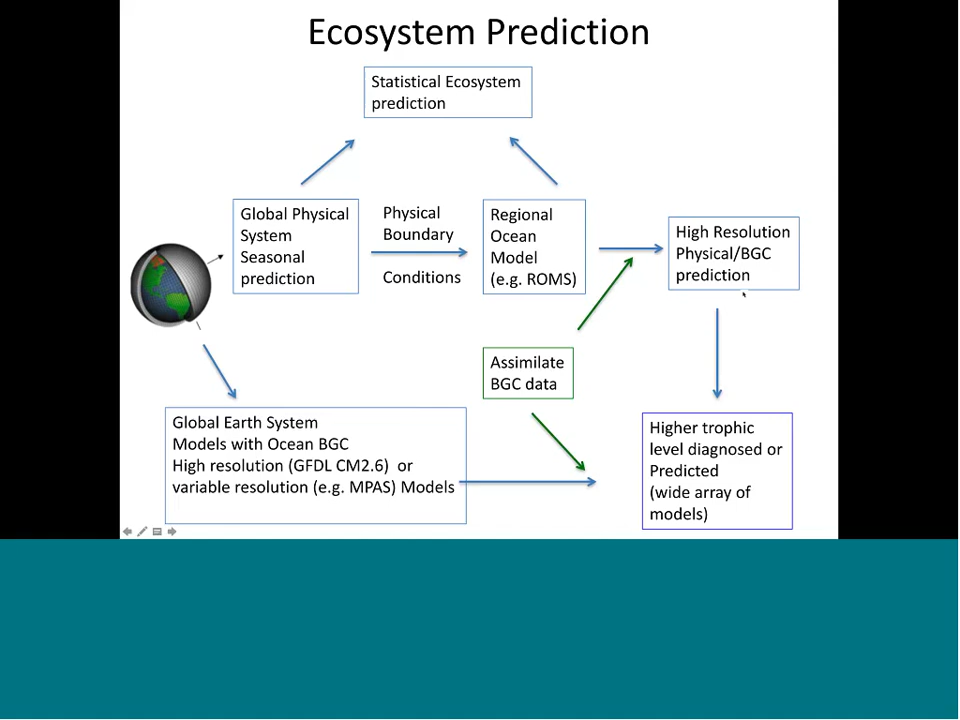 Ecosystem Prediction
Statistical Ecosystem
prediction
Global Physical
System
Seasonal
prediction
Physical
Boundary
Conditions
Regional
Ocean
Model
(e.g. ROMS)
High Resolution
Physical/BGC
prediction
Assimilate
BGC data
Global Earth System
Models with Ocean BGC
High resolution (GFDL CM2.6) or
variable resolution (e.g. MPAS) Models
Higher trophic
level diagnosed or
Predicted
(wide array of
models)